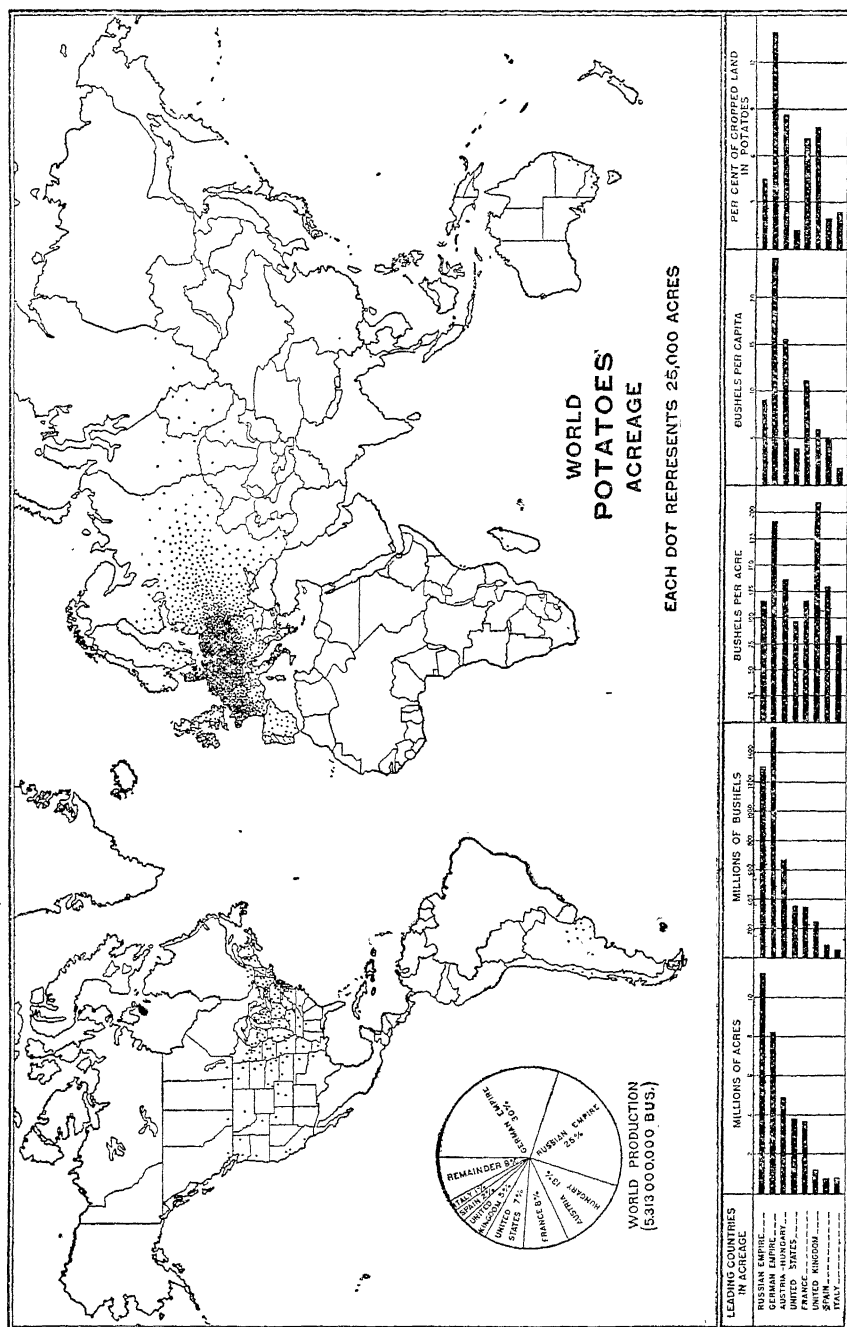 WORLD
POTATOES
ACREAGE
EACH DOT REPRESENTS 25,000 ACRES
GERMAN EMPIRE
30%
RUSSIAN EMPIRE
25%
AUSTRIA
HUNGARY
13%
FRANCE 8%
UNITED
STATES 7%
UNITED
KINGDOM 5%
SPAIN 2%
ITALY 1%
REMAINDER 8%
WORLD PRODUCTION
(5,313,000,000 BUS.)
LEADING COUNTRIES
IN ACREAGE
RUSSIAN EMPIRE
GERMAN EMPIRE
AUSTRIA-HUNGARY
UNITED STATES
FRANCE
UNITED KINGDOM
SPAIN
ITALY
MILLIONS OF ACRES
MILLIONS OF BUSHELS
BUSHELS PER ACRE
BUSHELS PER CAPITA
PER CENT OF CROPPED LAND
IN POTATOES